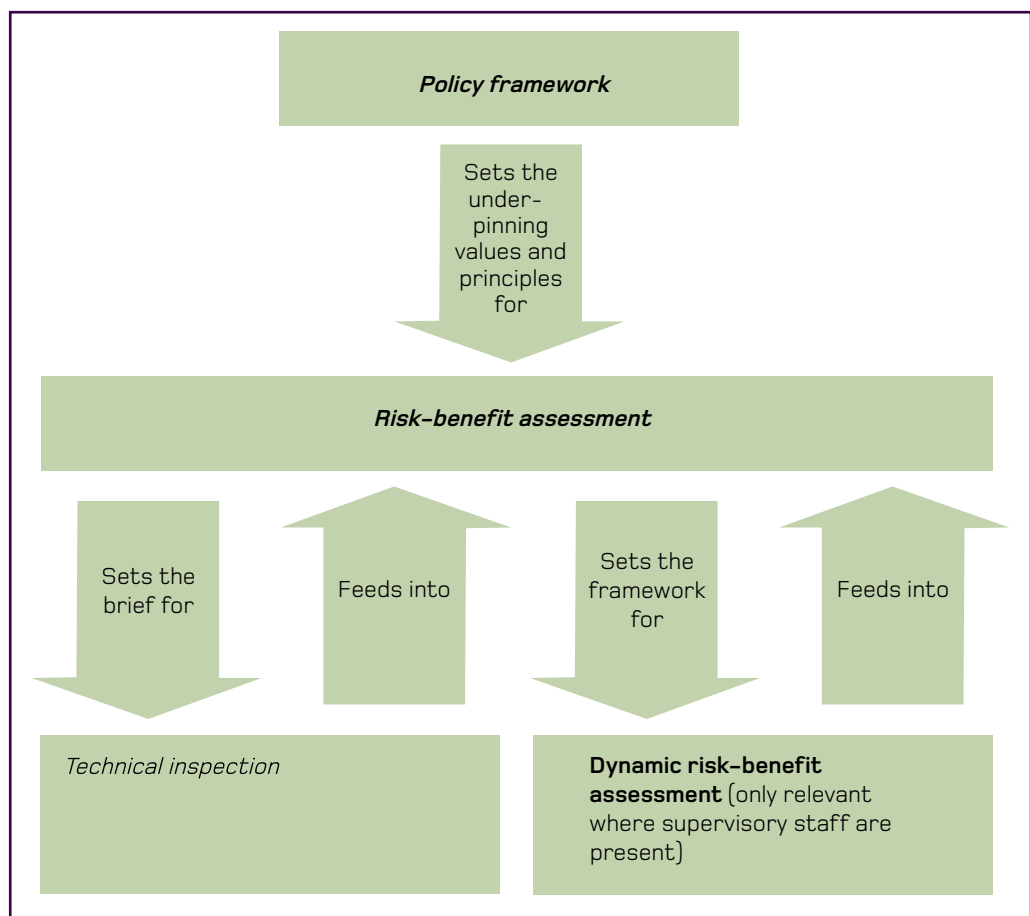 Policy framework
Sets the
under-
pinning
values and
principles
for
Risk-benefit assessment
Sets the
brief for
Feeds into
Sets the
framework
for
Feeds into
Technical inspection
Dynamic risk-benefit
assessment (only relevant
where supervisory staff are
present)